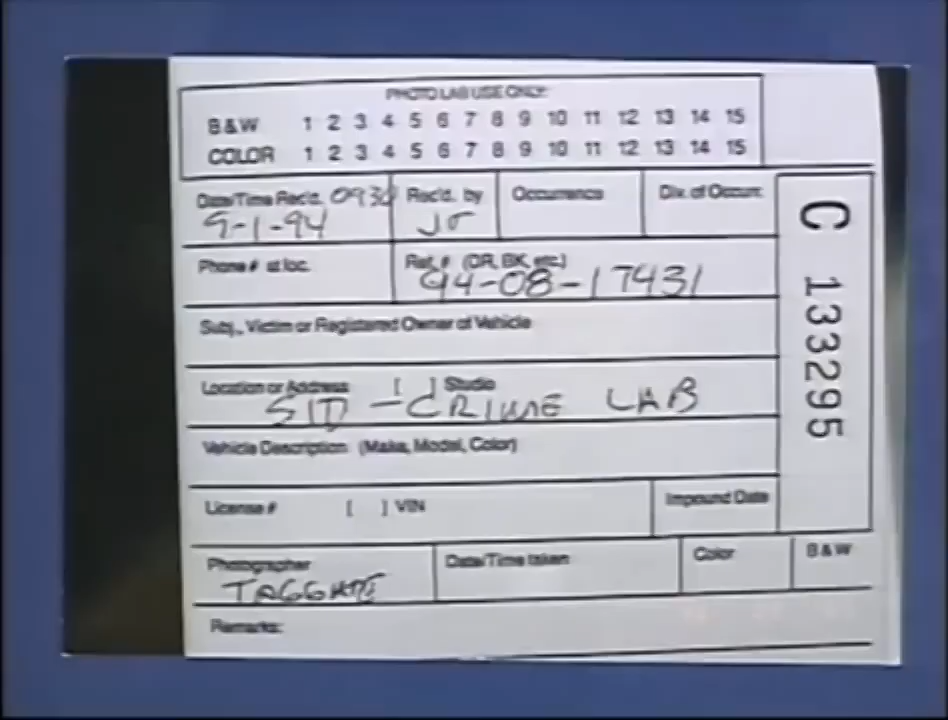 PHOTO LAB USE ONLY:
B & W 1 2 3 4 5 6 7 8 9 10 11 12 13 14 15
COLOR 1 2 3 4 5 6 7 8 9 10 11 12 13 14 15
Date/Time Rec'd. 0930 Rec'd. by Occurrence Div. of Occurr.
9-1-94
Phone # at loc. Ref. # (DR, BK, etc.)
94-08-17431
C 133295
Subj., Victim or Registered Owner of Vehicle
Location or Address [ ] Studio
SID - CRIME LAB
Vehicle Description (Make, Model, Color)
License # [ ] VIN Impound Date
Photographer Date/Time taken Color B & W
Remarks: